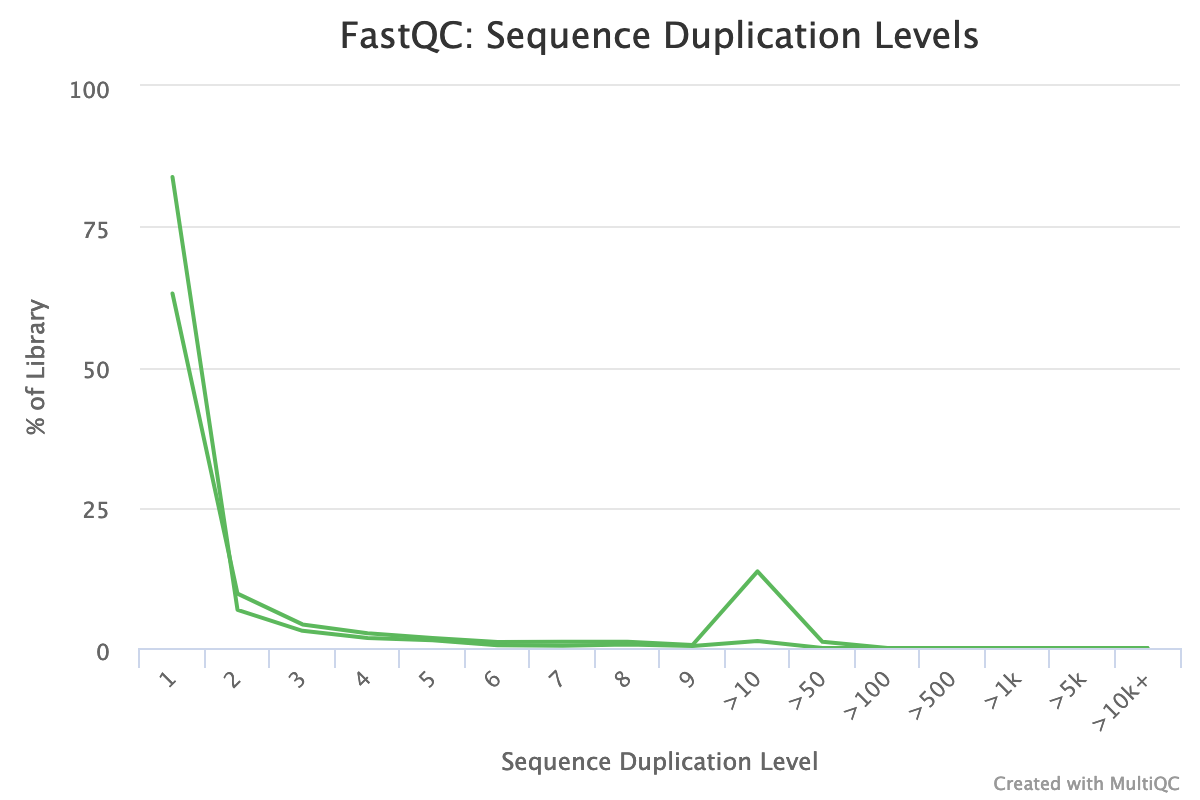 FastQC: Sequence Duplication Levels
% of Library
100
75
50
25
0
1
2
3
4
5
6
7
8
9
>10
>50
>100
>500
>1k
>5k
>10k+
Sequence Duplication Level
Created with MultiQC